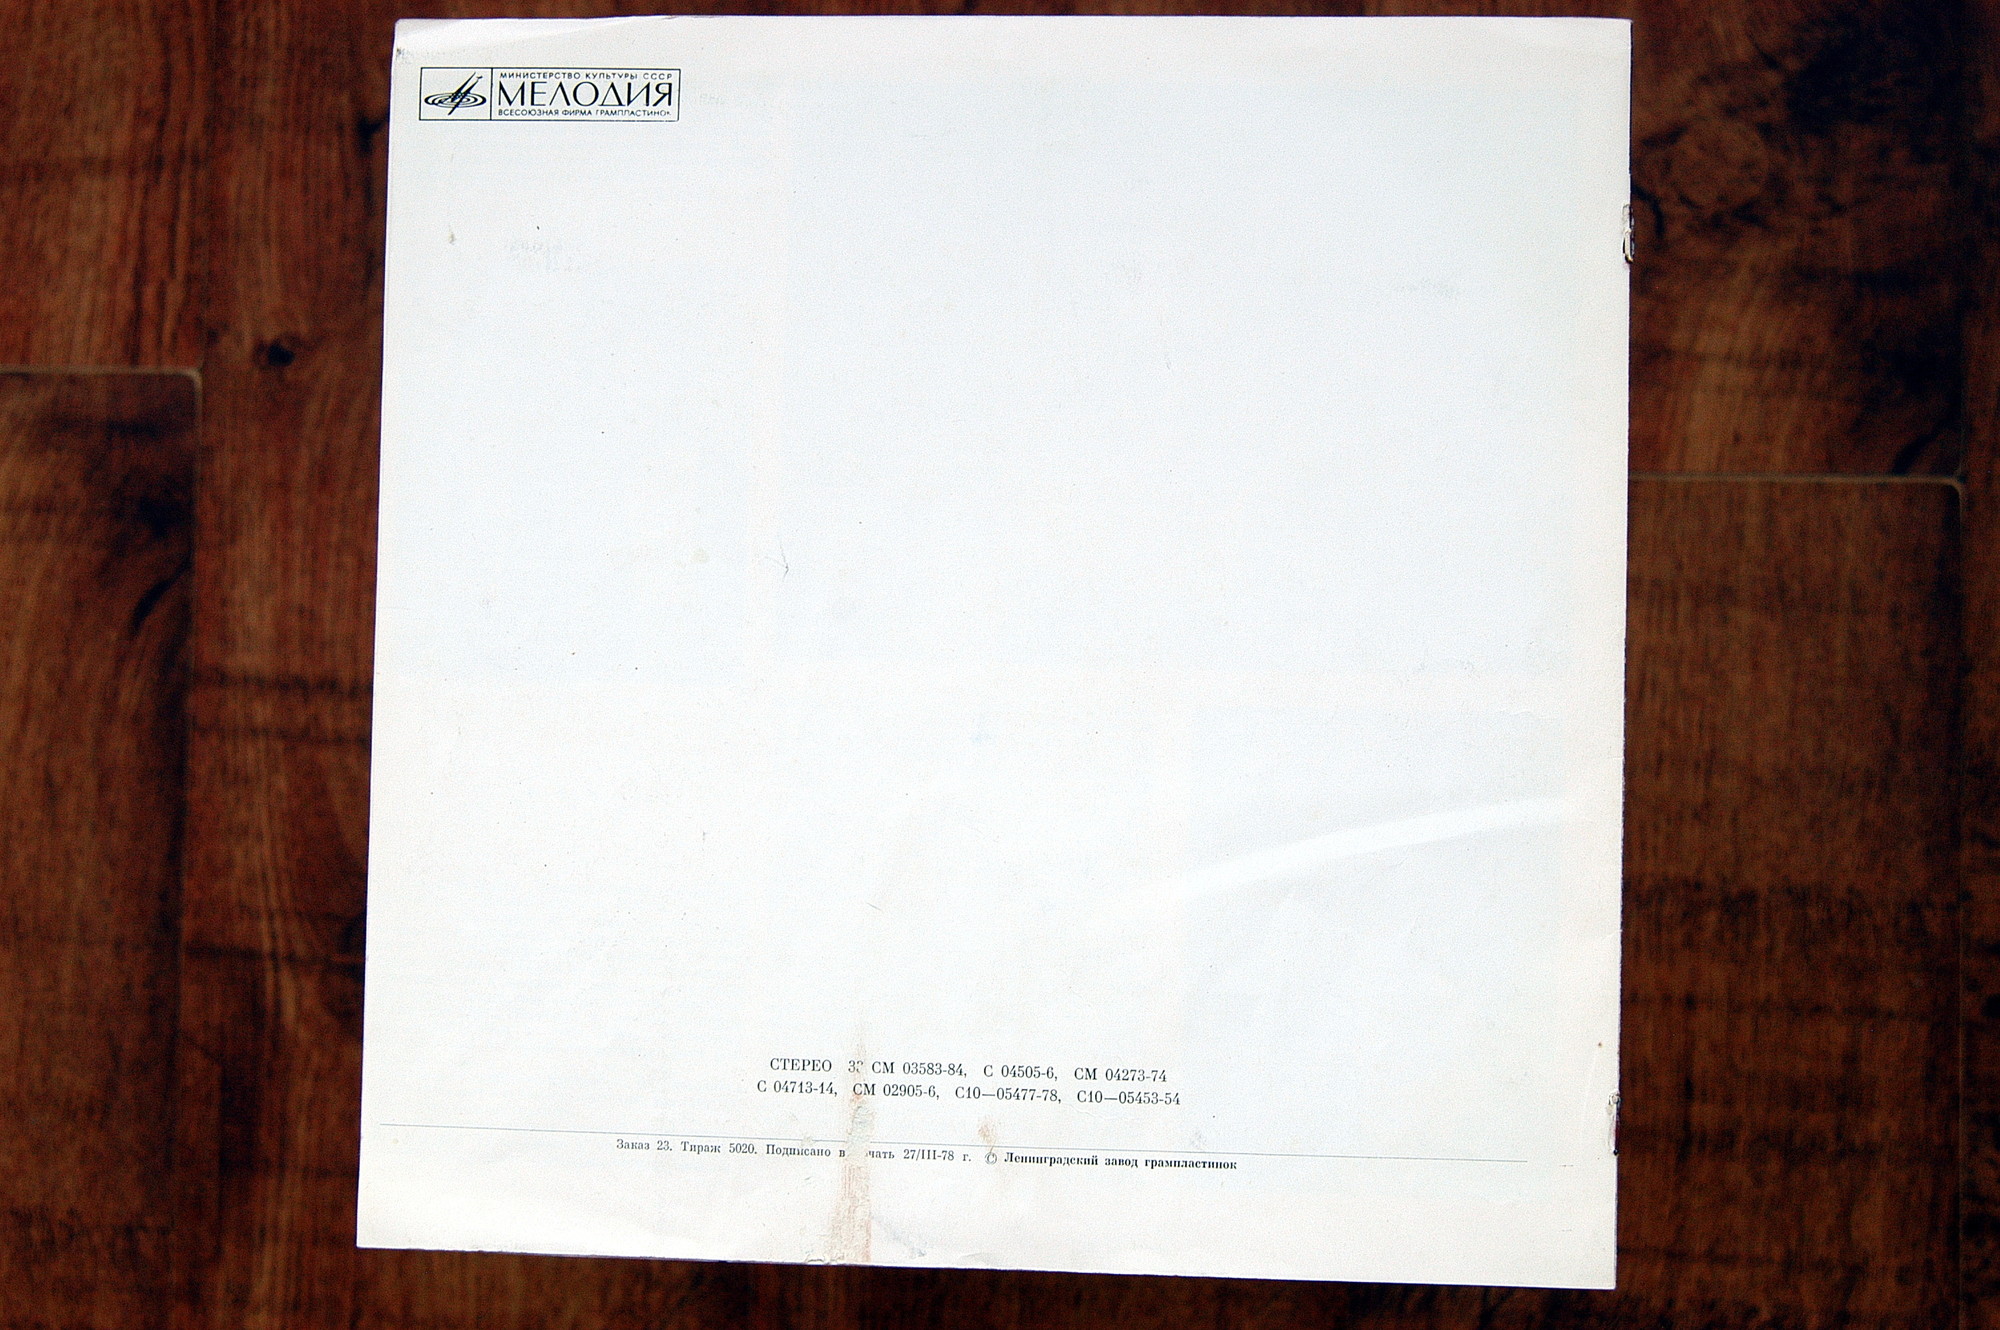 МИНИСТЕРСТВО КУЛЬТУРЫ СССР
МЕЛОДИЯ
ВСЕСОЮЗНАЯ ФИРМА ГРАМПЛАСТИНОК
СТЕРЕО СМ 03583-84, С 04505-6, СМ 04273-74
С 04713-14, СМ 02905-6, С10—05477-78, С10—05453-54
Заказ 23. Тираж 5020. Подписано в 27/III-78 г. © Ленинградский завод грампластинок